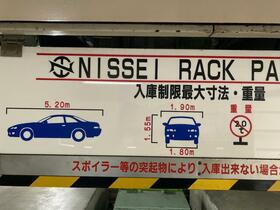 NISSEI RACK PA
入庫制限最大寸法・重量
5.20m
1.90m
重量
1.55m
2.0
1.80m
スポイラー等の突起物により入庫出来ない場合